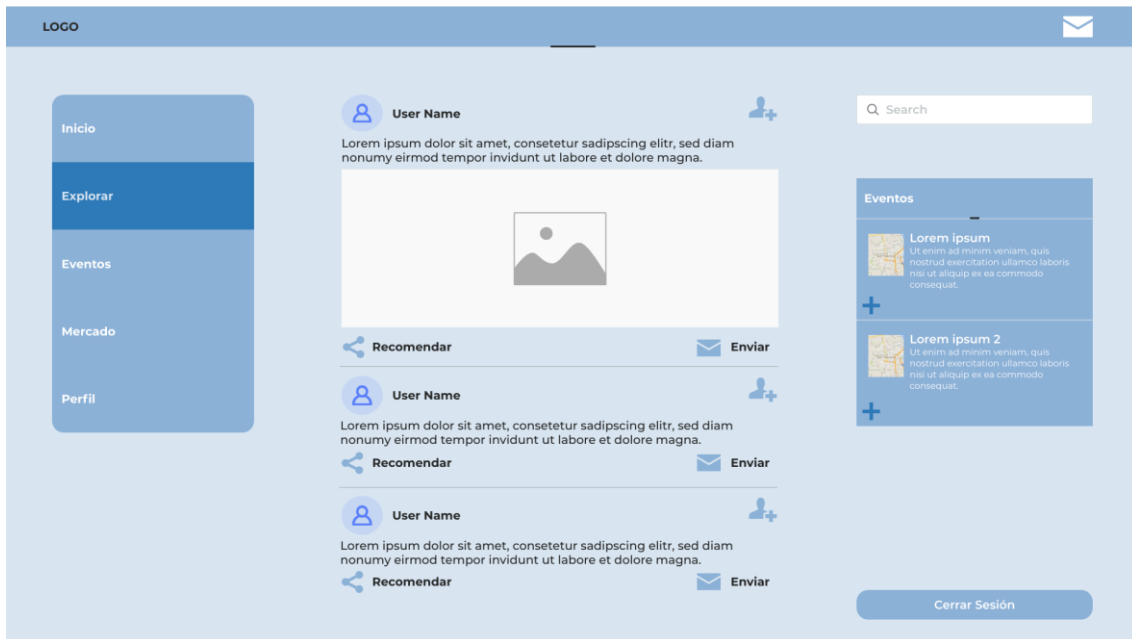 LOGO
Inicio
Explorar
Eventos
Mercado
Perfil
User Name
Lorem ipsum dolor sit amet, consetetur sadipscing elitr, sed diam
nonumy eirmod tempor invidunt ut labore et dolore magna.
Recomendar
Enviar
User Name
Lorem ipsum dolor sit amet, consetetur sadipscing elitr, sed diam
nonumy eirmod tempor invidunt ut labore et dolore magna.
Recomendar
Enviar
User Name
Lorem ipsum dolor sit amet, consetetur sadipscing elitr, sed diam
nonumy eirmod tempor invidunt ut labore et dolore magna.
Recomendar
Enviar
Search
Eventos
Lorem ipsum
Ut enim ad minim veniam, quis
nostrud exercitation ullamco laboris
nisi ut aliquip ex ea commodo
consequat.
Lorem ipsum 2
Ut enim ad minim veniam, quis
nostrud exercitation ullamco laboris
nisi ut aliquip ex ea commodo
consequat.
Cerrar Sesión